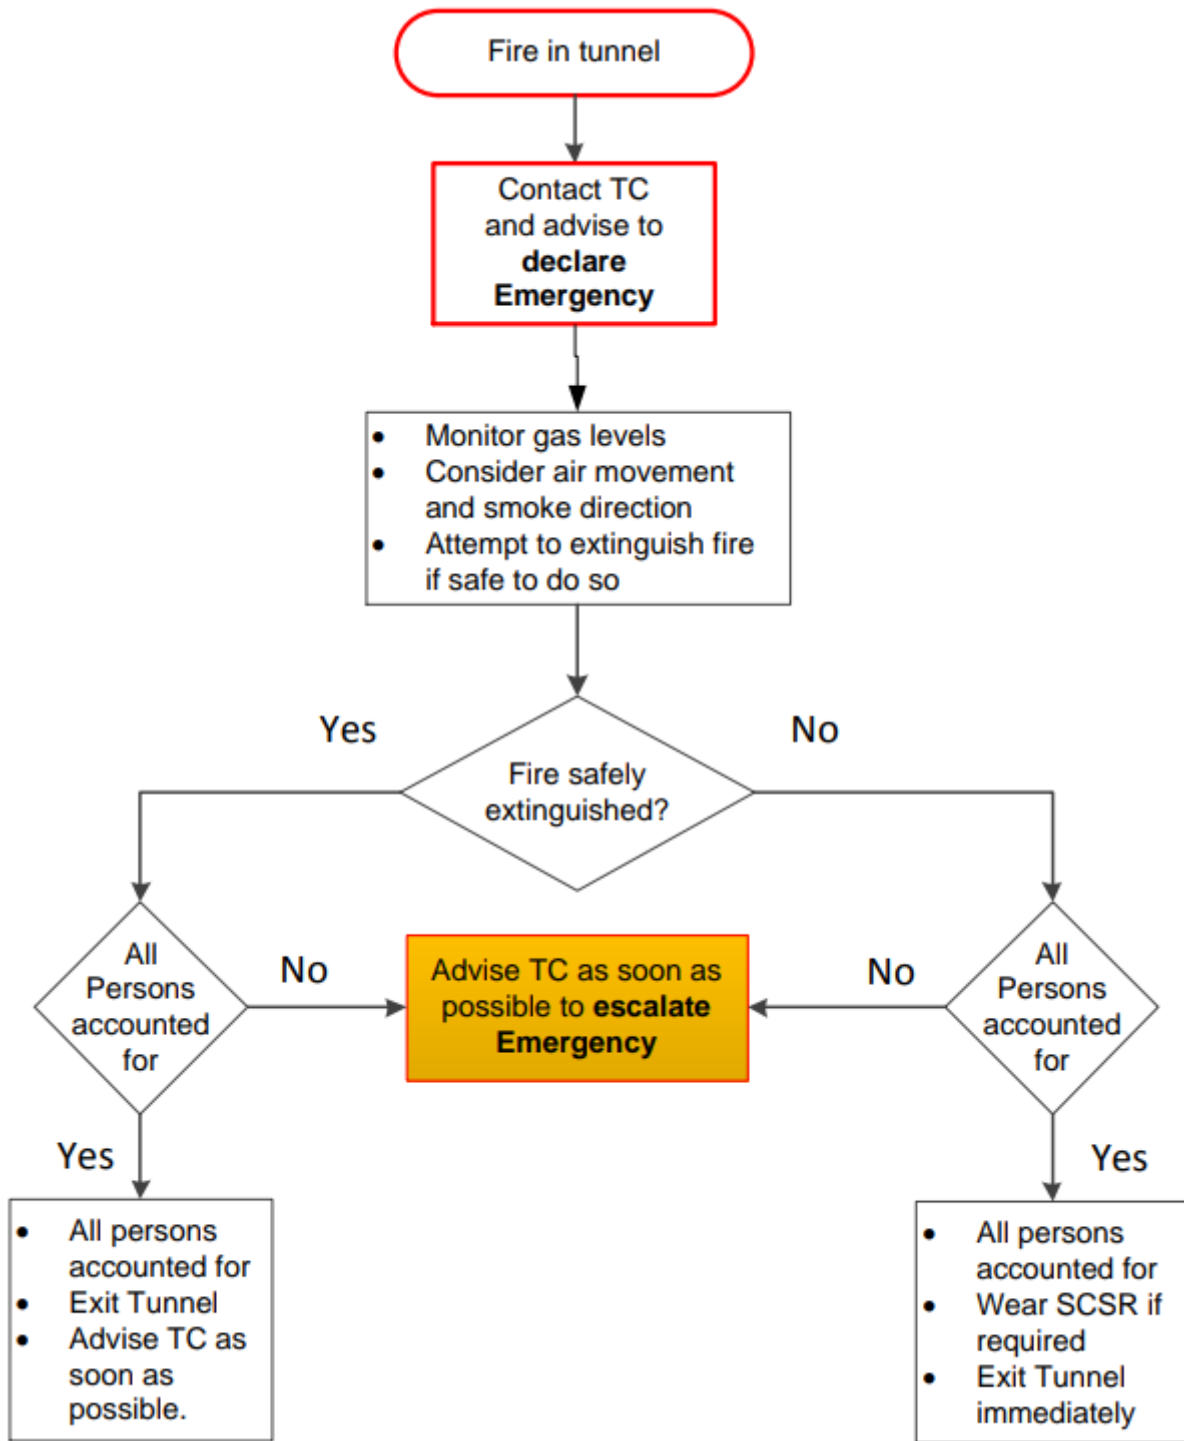 Fire in tunnel
Contact TC
and advise to
declare
Emergency
• Monitor gas levels
• Consider air movement
and smoke direction
• Attempt to extinguish fire
if safe to do so
Yes
No
Fire safely
extinguished?
All
Persons
accounted
for
No
Advise TC as soon as
possible to escalate
Emergency
No
All
Persons
accounted
for
Yes
Yes
• All persons
accounted for
• Exit Tunnel
• Advise TC as
soon as
possible.
• All persons
accounted for
• Wear SCSR if
required
• Exit Tunnel
immediately